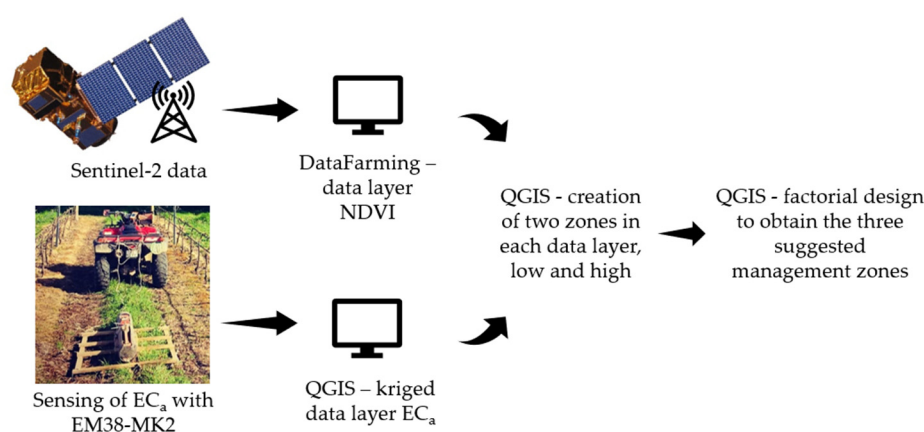 Sentinel-2 data
DataFarming –
data layer
NDVI
Sensing of ECₐ with
EM38-MK2
QGIS – kriged
data layer ECₐ
QGIS - creation
of two zones in
each data layer,
low and high
QGIS - factorial design
to obtain the three
suggested
management zones